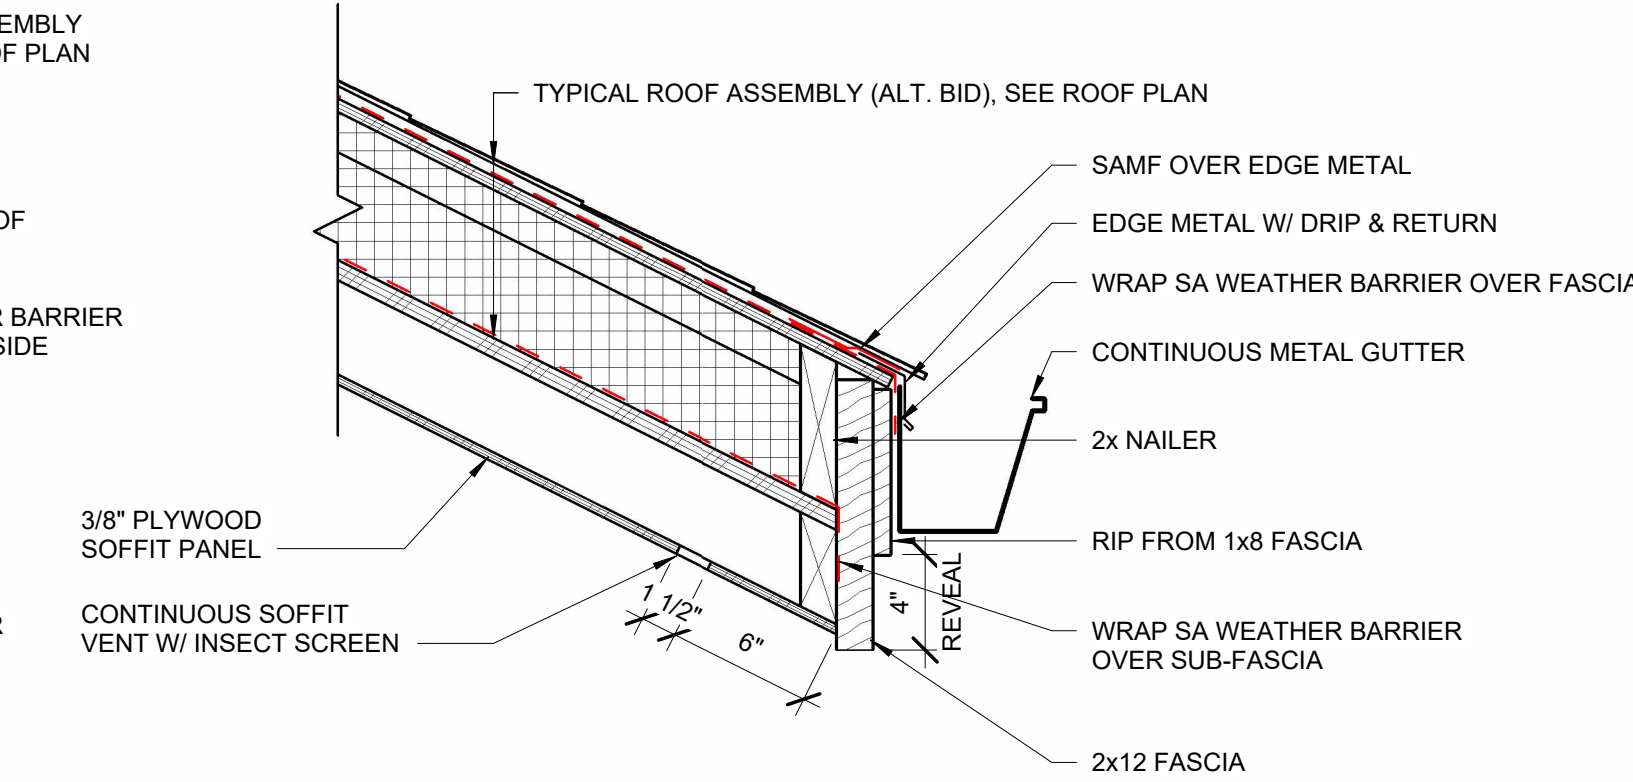 EMBLY
OF PLAN
OF
R BARRIER
SIDE
3/8" PLYWOOD
SOFFIT PANEL
R
CONTINUOUS SOFFIT
VENT W/ INSECT SCREEN
TYPICAL ROOF ASSEMBLY (ALT. BID), SEE ROOF PLAN
SAMF OVER EDGE METAL
EDGE METAL W/ DRIP & RETURN
WRAP SA WEATHER BARRIER OVER FASCIA
CONTINUOUS METAL GUTTER
2x NAILER
RIP FROM 1x8 FASCIA
WRAP SA WEATHER BARRIER
OVER SUB-FASCIA
2x12 FASCIA
1 1/2"
6"
4"
REVEAL